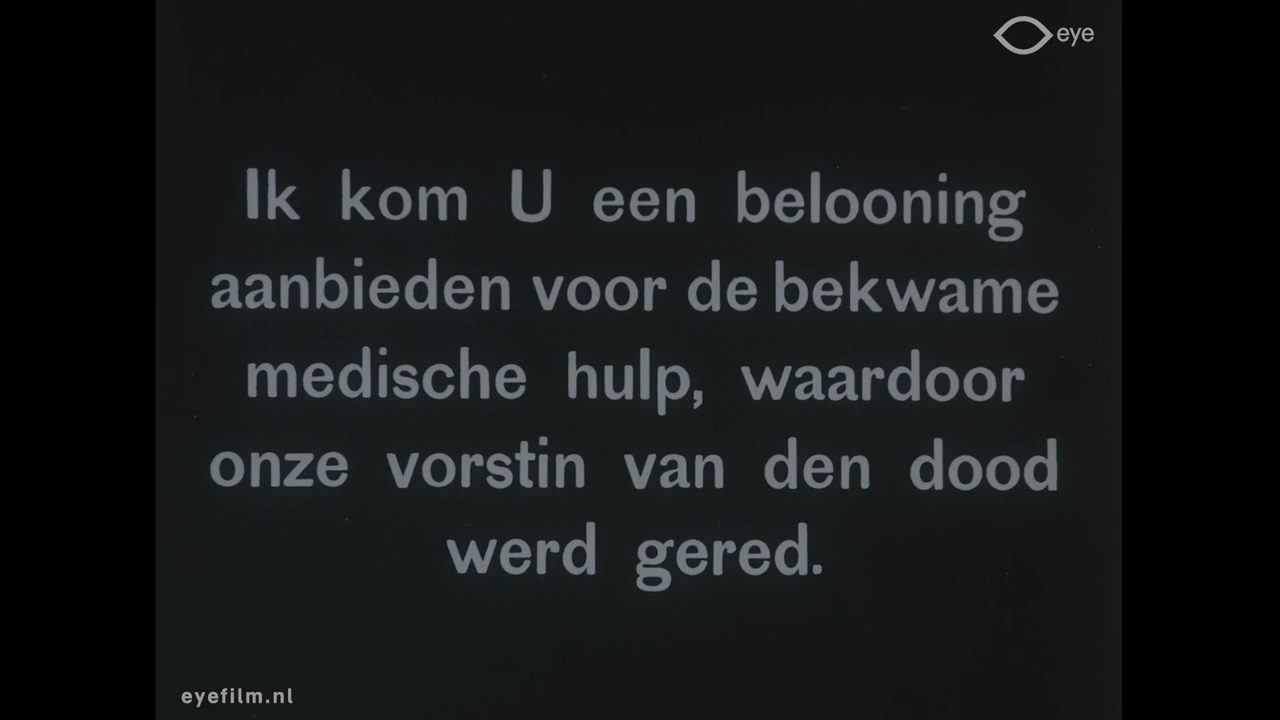 eye
Ik kom U een belooning
aanbieden voor de bekwame
medische hulp, waardoor
onze vorstin van den dood
werd gered.
eyefilm.nl